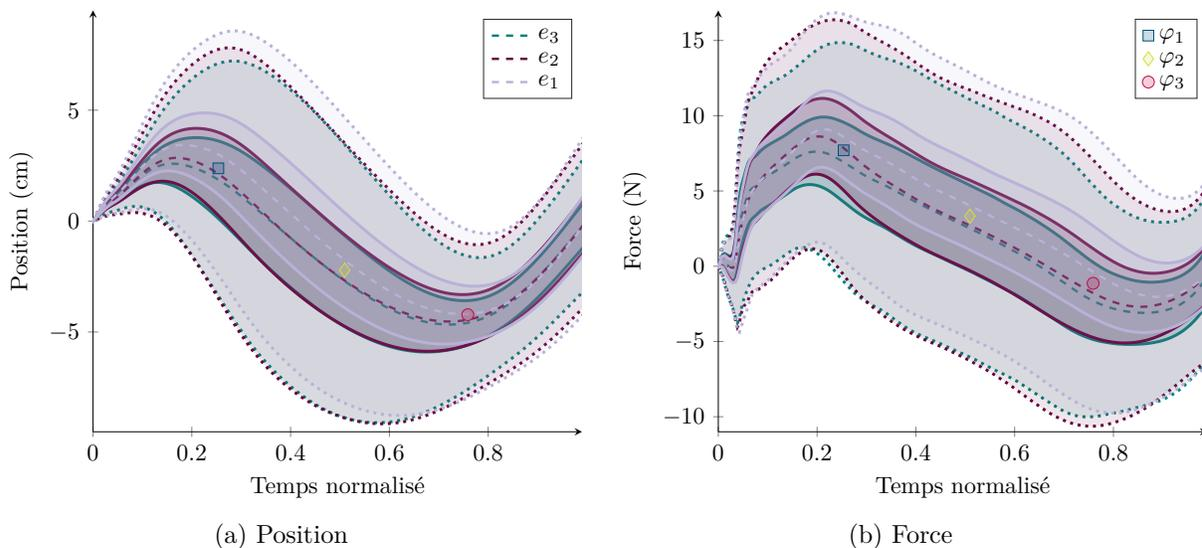 5
0
−5
Position (cm)
0
0.2
0.4
0.6
0.8
Temps normalisé
e3
e2
e1
(a) Position
15
10
5
0
−5
−10
Force (N)
0
0.2
0.4
0.6
0.8
Temps normalisé
φ1
φ2
φ3
(b) Force